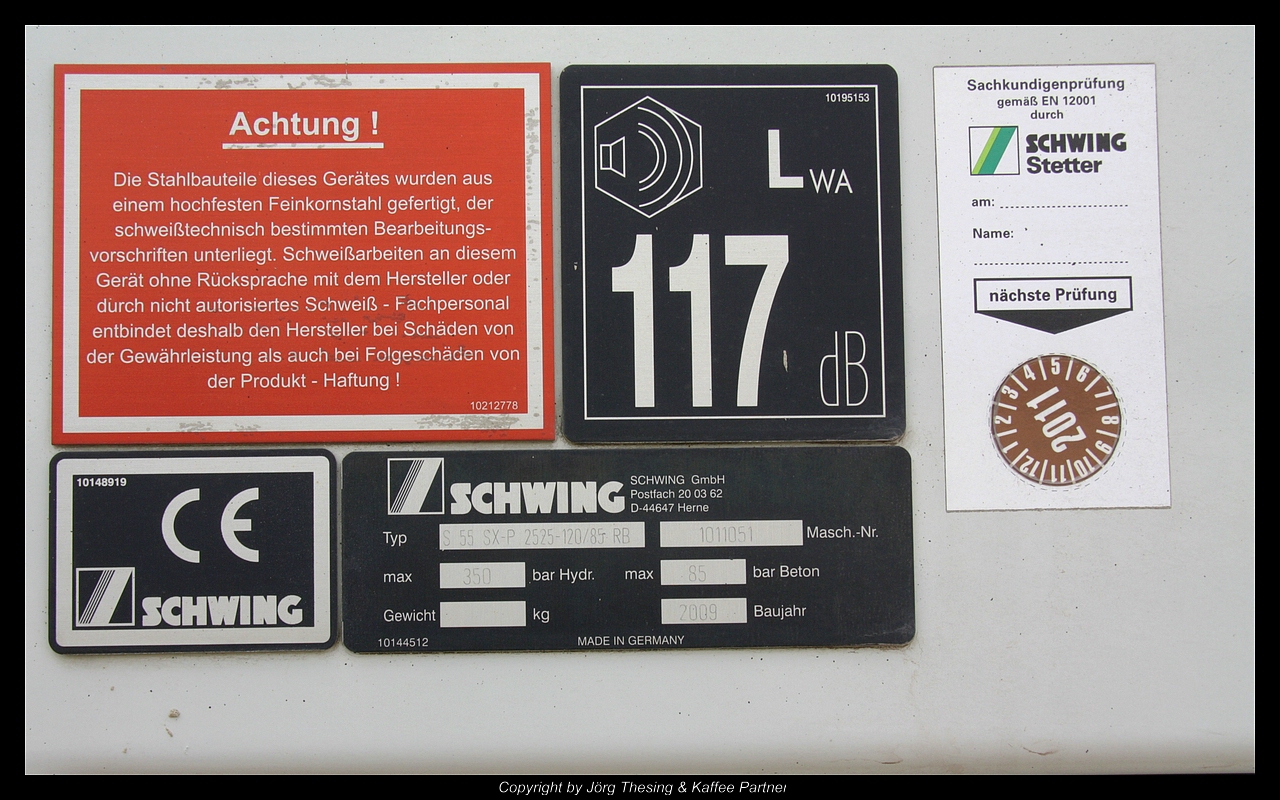 Achtung !
Die Stahlbauteile dieses Gerätes wurden aus
einem hochfesten Feinkornstahl gefertigt, der
schweißtechnisch bestimmten Bearbeitungs-
vorschriften unterliegt. Schweißarbeiten an diesem
Gerät ohne Rücksprache mit dem Hersteller oder
durch nicht autorisiertes Schweiß - Fachpersonal
entbindet deshalb den Hersteller bei Schäden von
der Gewährleistung als auch bei Folgeschäden von
der Produkt - Haftung !
10212778
10195153
LWA
117
dB
Sachkundigenprüfung
gemäß EN 12001
durch
SCHWING
Stetter
am:
Name:
nächste Prüfung
1 2 3 4 5 6 7 8 9 10 11 12
2011
10148919
CE
SCHWING
SCHWING
SCHWING GmbH
Postfach 20 03 62
D-44647 Herne
Typ S 55 SX-P 2525-120/85 RB 1011051 Masch.-Nr.
max 350 bar Hydr. max 85 bar Beton
Gewicht kg 2009 Baujahr
10144512 MADE IN GERMANY
Copyright by Jörg Thesing & Kaffee Partner